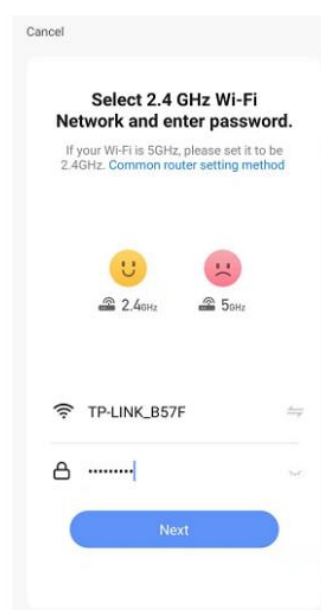 Cancel
Select 2.4 GHz Wi-Fi
Network and enter password.
If your Wi-Fi is 5GHz, please set it to be
2.4GHz. Common router setting method
2.4GHz 5GHz
TP-LINK_B57F
•••••••••
Next